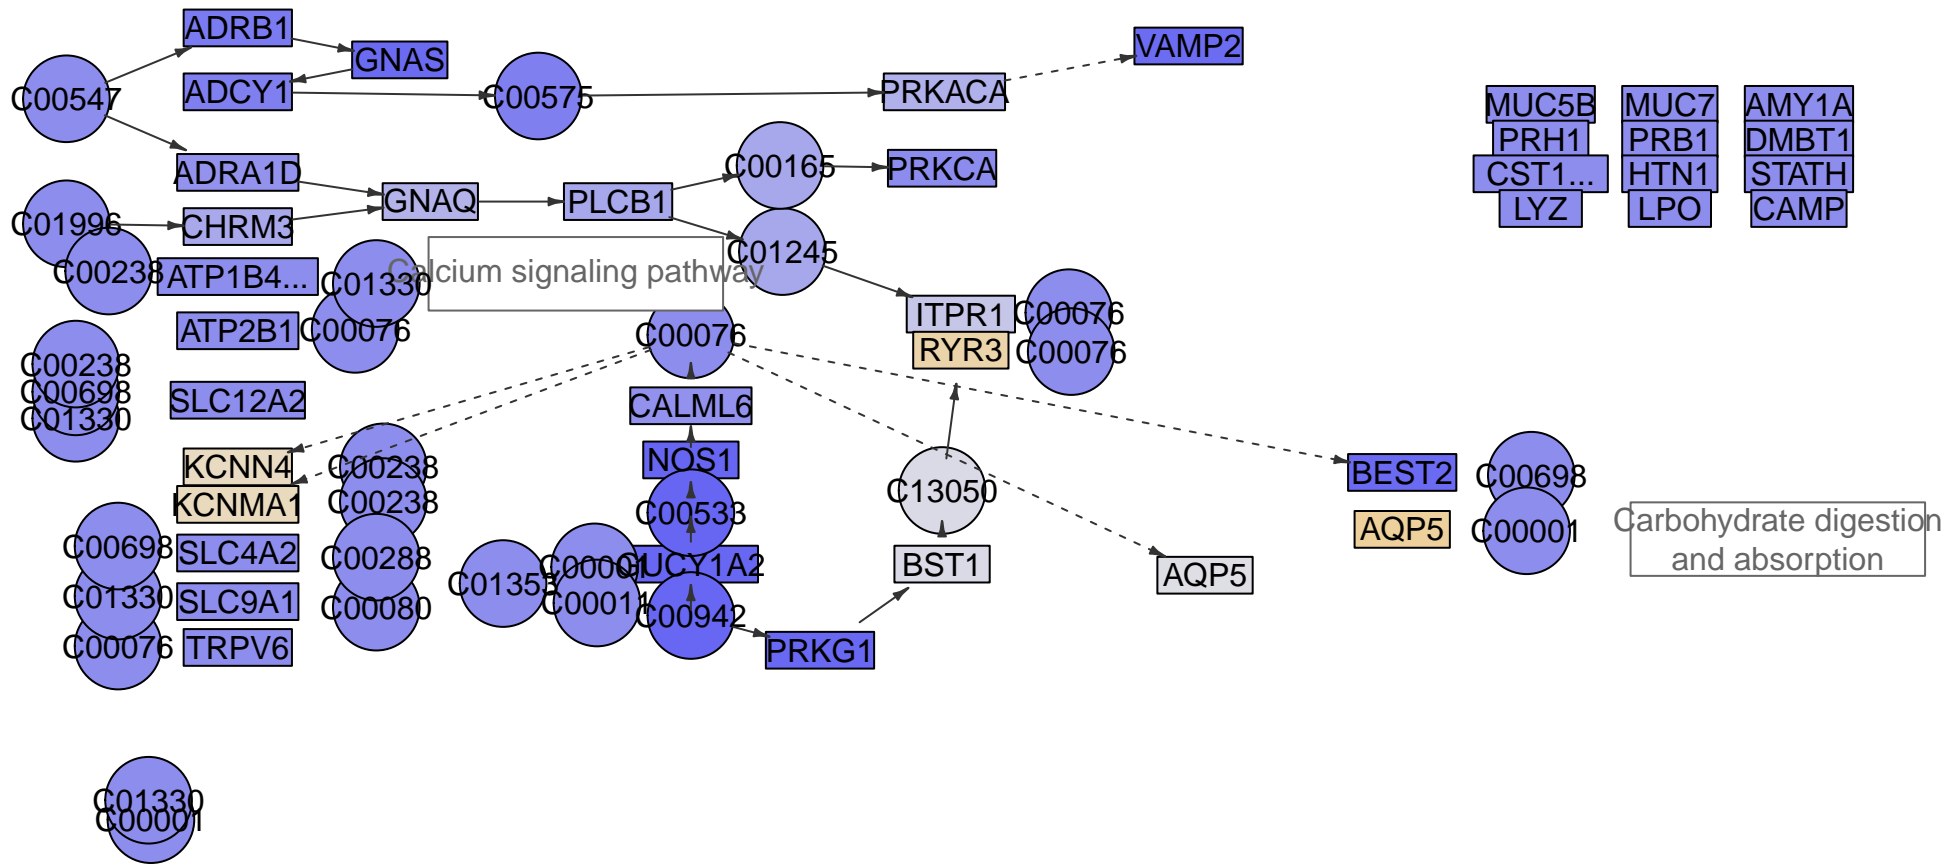 ADRB1
GNAS
VAMP2
C00547
ADCY1
C00575
PRKACA
MUC5B
MUC7
AMY1A
PRH1
PRB1
DMBT1
CST1...
HTN1
STATH
LYZ
LPO
CAMP
ADRA1D
C00165
PRKCA
GNAQ
PLCB1
C01996
CHRM3
C01245
C00238
ATP1B4...
C01330
Calcium signaling pathway
ATP2B1
C00076
C00076
ITPR1
C00076
RYR3
C00076
C00238
C00698
C01330
SLC12A2
CALML6
KCNN4
C00238
NOS1
KCNMA1
C00238
C00533
C13050
BEST2
C00698
AQP5
C00001
Carbohydrate digestion
and absorption
C00698
SLC4A2
C00288
C01353
C00001
GUCY1A2
BST1
AQP5
C01330
SLC9A1
C00080
C00011
C00942
C00076
TRPV6
PRKG1
C01330
C00001